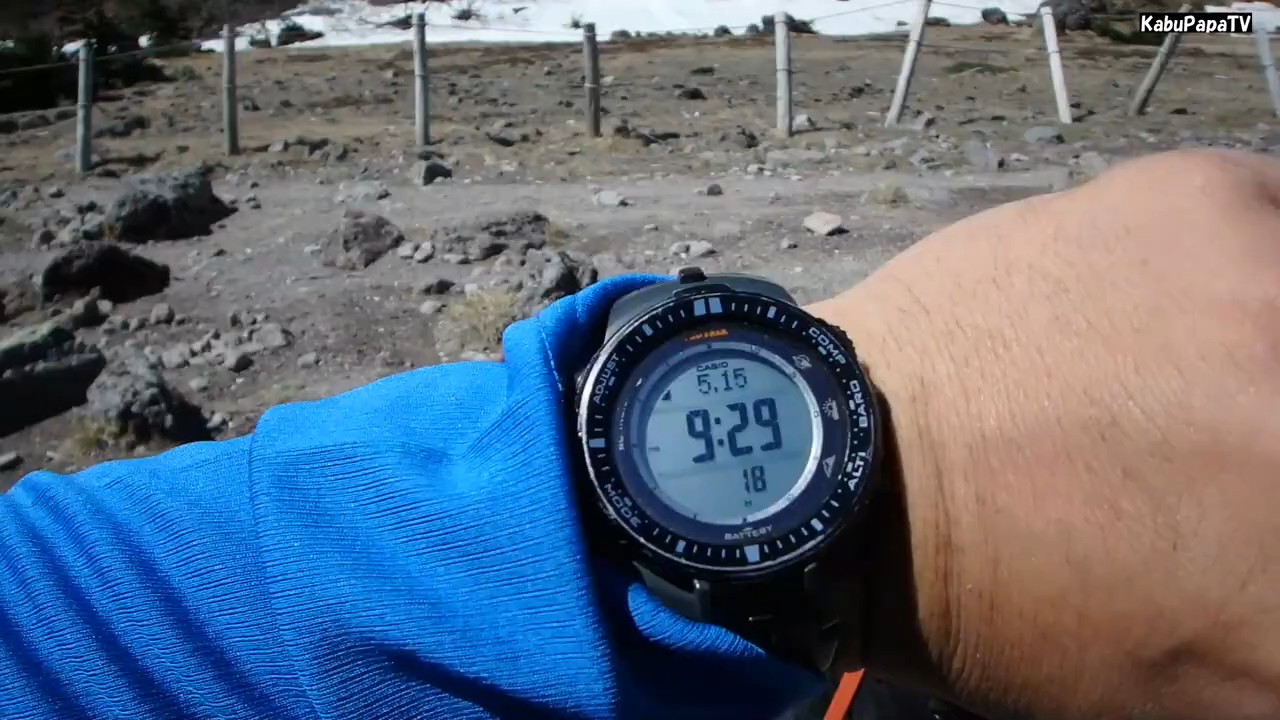 KabuPapaTV
COMP
ADJUST
CASIO
5.15
BARO
9:29
ALTI
18
MODE
BATTERY